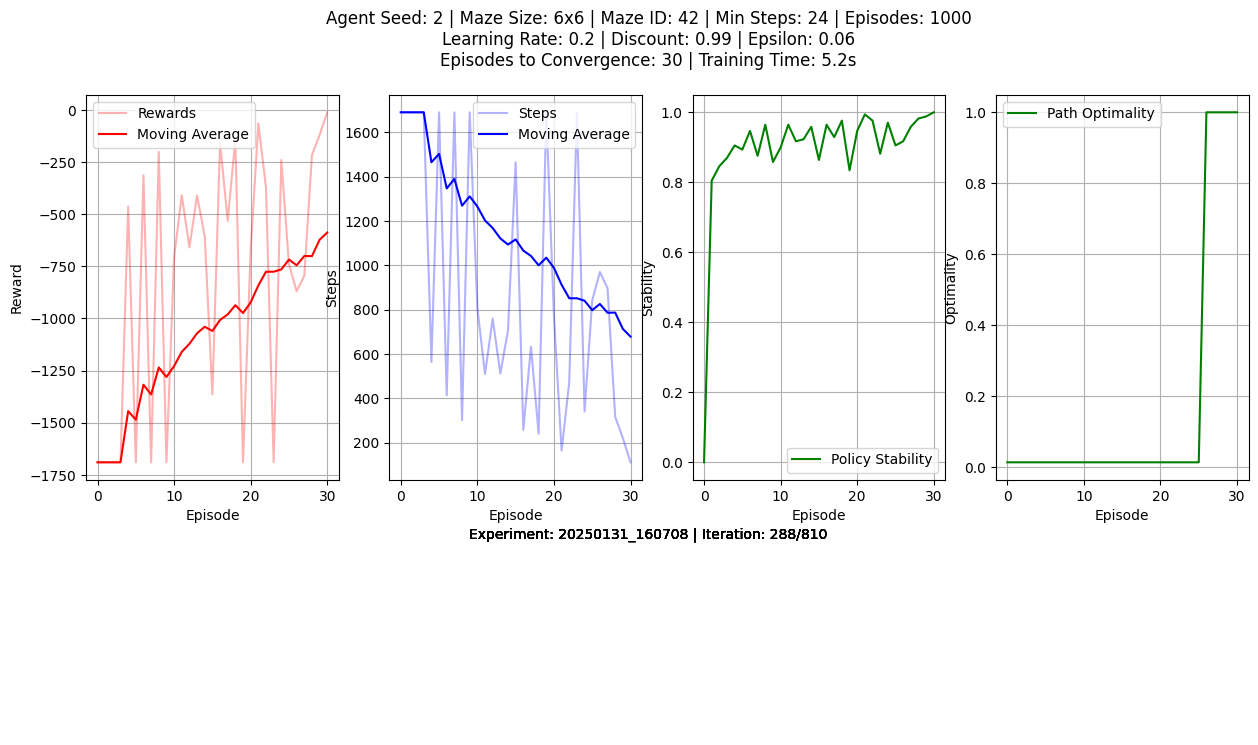 Agent Seed: 2 | Maze Size: 6x6 | Maze ID: 42 | Min Steps: 24 | Episodes: 1000
Learning Rate: 0.2 | Discount: 0.99 | Epsilon: 0.06
Episodes to Convergence: 30 | Training Time: 5.2s
Rewards
Moving Average
0
−250
−500
−750
−1000
−1250
−1500
−1750
Reward
0
10
20
30
Episode
Steps
Moving Average
1600
1400
1200
1000
800
600
400
200
Steps
0
10
20
30
Episode
1.0
0.8
0.6
0.4
0.2
0.0
Stability
Policy Stability
0
10
20
30
Episode
Path Optimality
1.0
0.8
0.6
0.4
0.2
0.0
Optimality
0
10
20
30
Episode
Experiment: 20250131_160708 | Iteration: 288/810